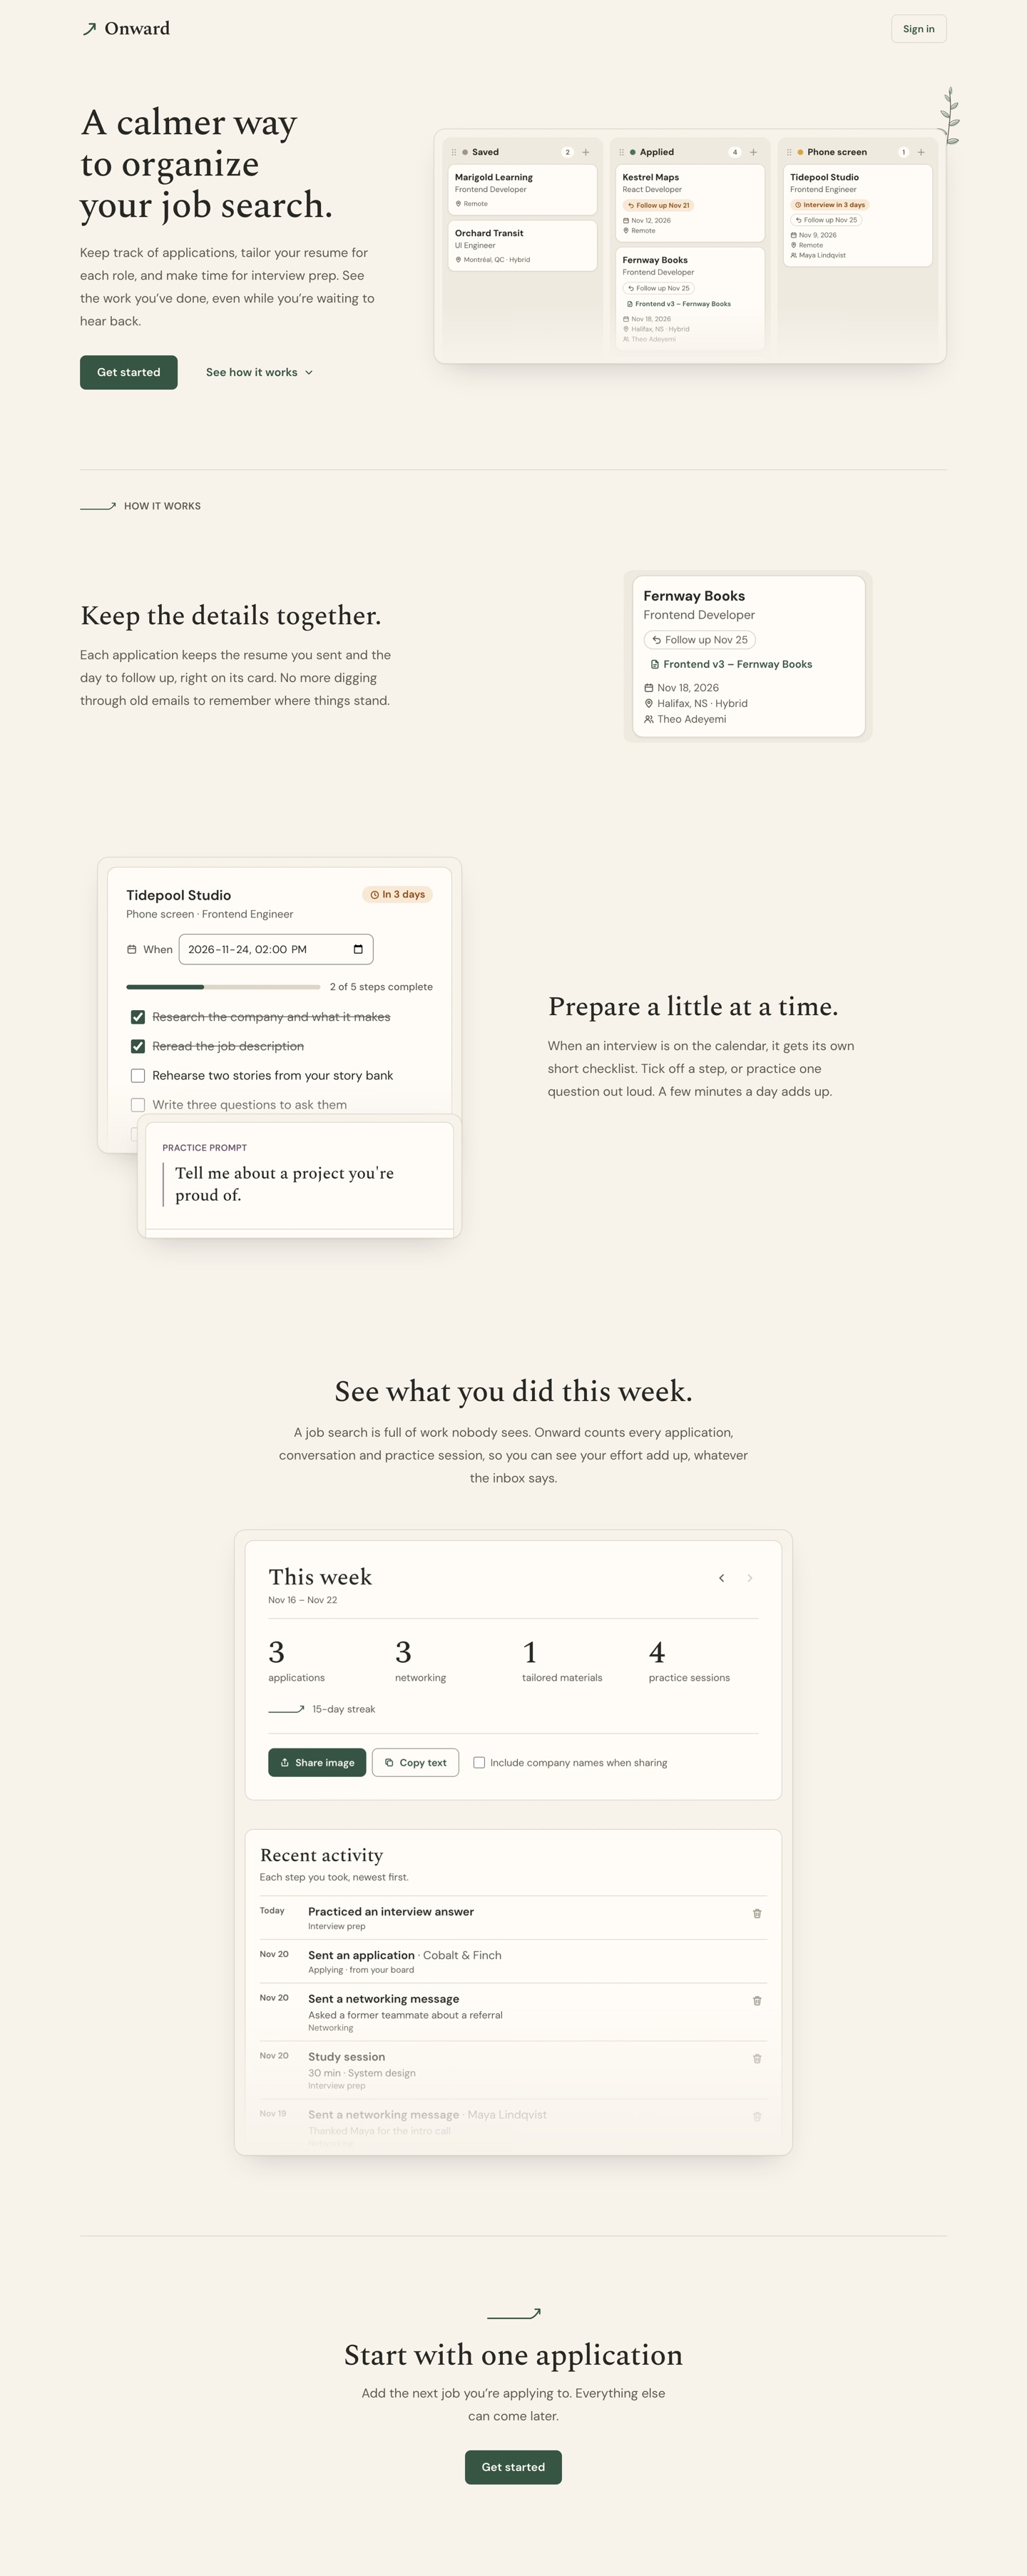 Onward
Sign in
A calmer way
to organize
your job search.
Keep track of applications, tailor your resume for
each role, and make time for interview prep. See
the work you’ve done, even while you’re waiting to
hear back.
Get started
See how it works
Saved
2
Marigold Learning
Frontend Developer
Remote
Orchard Transit
UI Engineer
Montréal, QC · Hybrid
Applied
4
Kestrel Maps
React Developer
Follow up Nov 21
Nov 12, 2026
Remote
Fernway Books
Frontend Developer
Follow up Nov 25
Frontend v3 – Fernway Books
Nov 18, 2026
Halifax, NS · Hybrid
Theo Adeyemi
Phone screen
1
Tidepool Studio
Frontend Engineer
Interview in 3 days
Follow up Nov 25
Nov 9, 2026
Remote
Maya Lindqvist
HOW IT WORKS
Keep the details together.
Each application keeps the resume you sent and the
day to follow up, right on its card. No more digging
through old emails to remember where things stand.
Fernway Books
Frontend Developer
Follow up Nov 25
Frontend v3 – Fernway Books
Nov 18, 2026
Halifax, NS · Hybrid
Theo Adeyemi
Tidepool Studio
In 3 days
Phone screen · Frontend Engineer
When
2026-11-24, 02:00 PM
2 of 5 steps complete
Research the company and what it makes
Reread the job description
Rehearse two stories from your story bank
Write three questions to ask them
PRACTICE PROMPT
Tell me about a project you're
proud of.
Prepare a little at a time.
When an interview is on the calendar, it gets its own
short checklist. Tick off a step, or practice one
question out loud. A few minutes a day adds up.
See what you did this week.
A job search is full of work nobody sees. Onward counts every application,
conversation and practice session, so you can see your effort add up, whatever
the inbox says.
This week
Nov 16 – Nov 22
3
applications
3
networking
1
tailored materials
4
practice sessions
15-day streak
Share image
Copy text
Include company names when sharing
Recent activity
Each step you took, newest first.
Today
Practiced an interview answer
Interview prep
Nov 20
Sent an application · Cobalt & Finch
Applying · from your board
Nov 20
Sent a networking message
Asked a former teammate about a referral
Networking
Nov 20
Study session
30 min · System design
Interview prep
Nov 19
Sent a networking message · Maya Lindqvist
Thanked Maya for the intro call
Start with one application
Add the next job you’re applying to. Everything else
can come later.
Get started